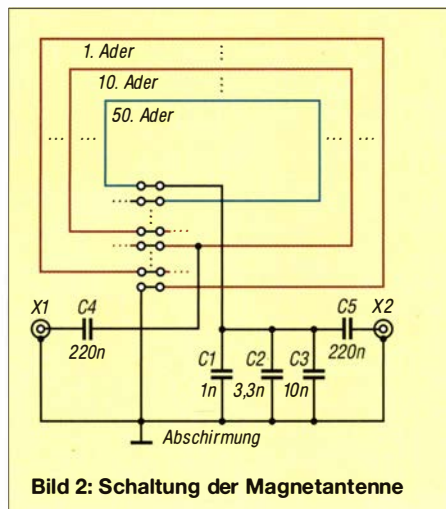 1. Ader
10. Ader
50. Ader
X1
C4
220n
C5
X2
220n
C1
1n
C2
3,3n
C3
10n
Abschirmung
Bild 2: Schaltung der Magnetantenne